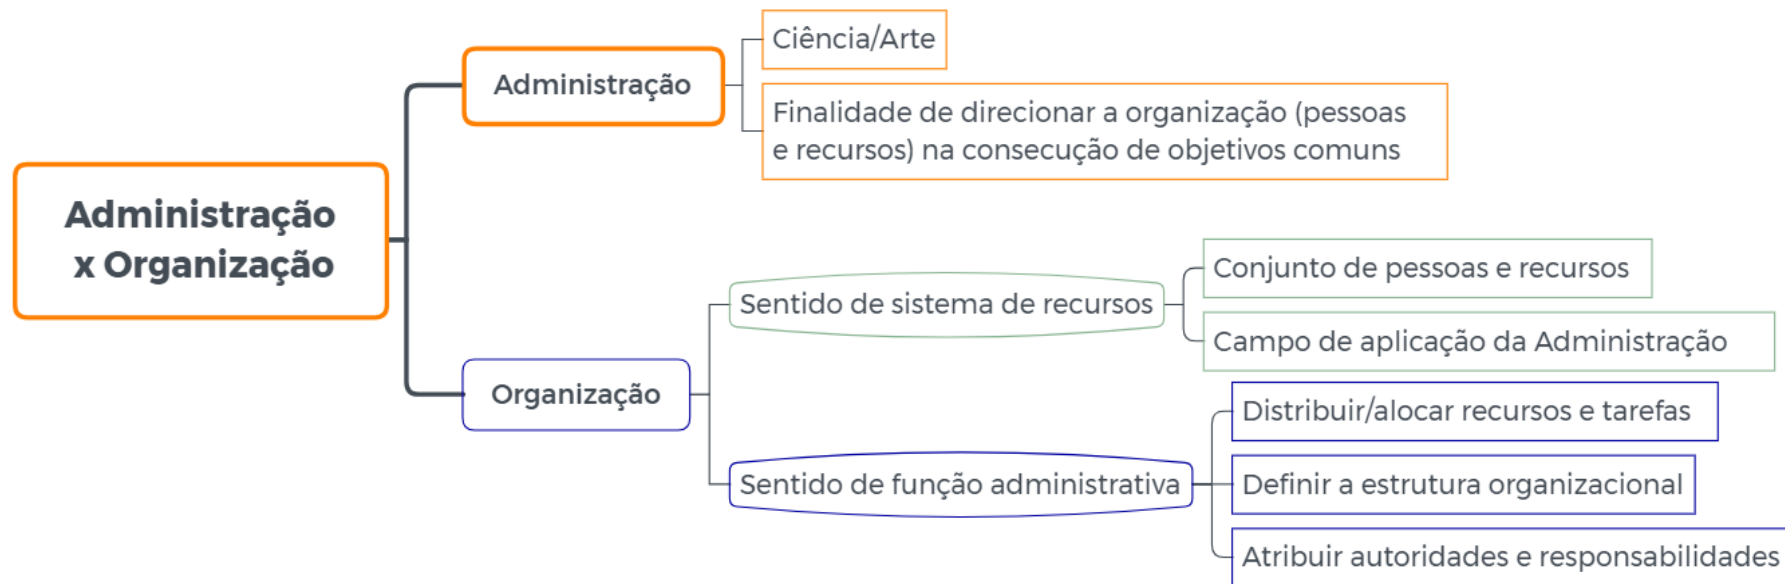 Administração
x Organização
Administração
Ciência/Arte
Finalidade de direcionar a organização (pessoas
e recursos) na consecução de objetivos comuns
Organização
Sentido de sistema de recursos
Conjunto de pessoas e recursos
Campo de aplicação da Administração
Sentido de função administrativa
Distribuir/alocar recursos e tarefas
Definir a estrutura organizacional
Atribuir autoridades e responsabilidades